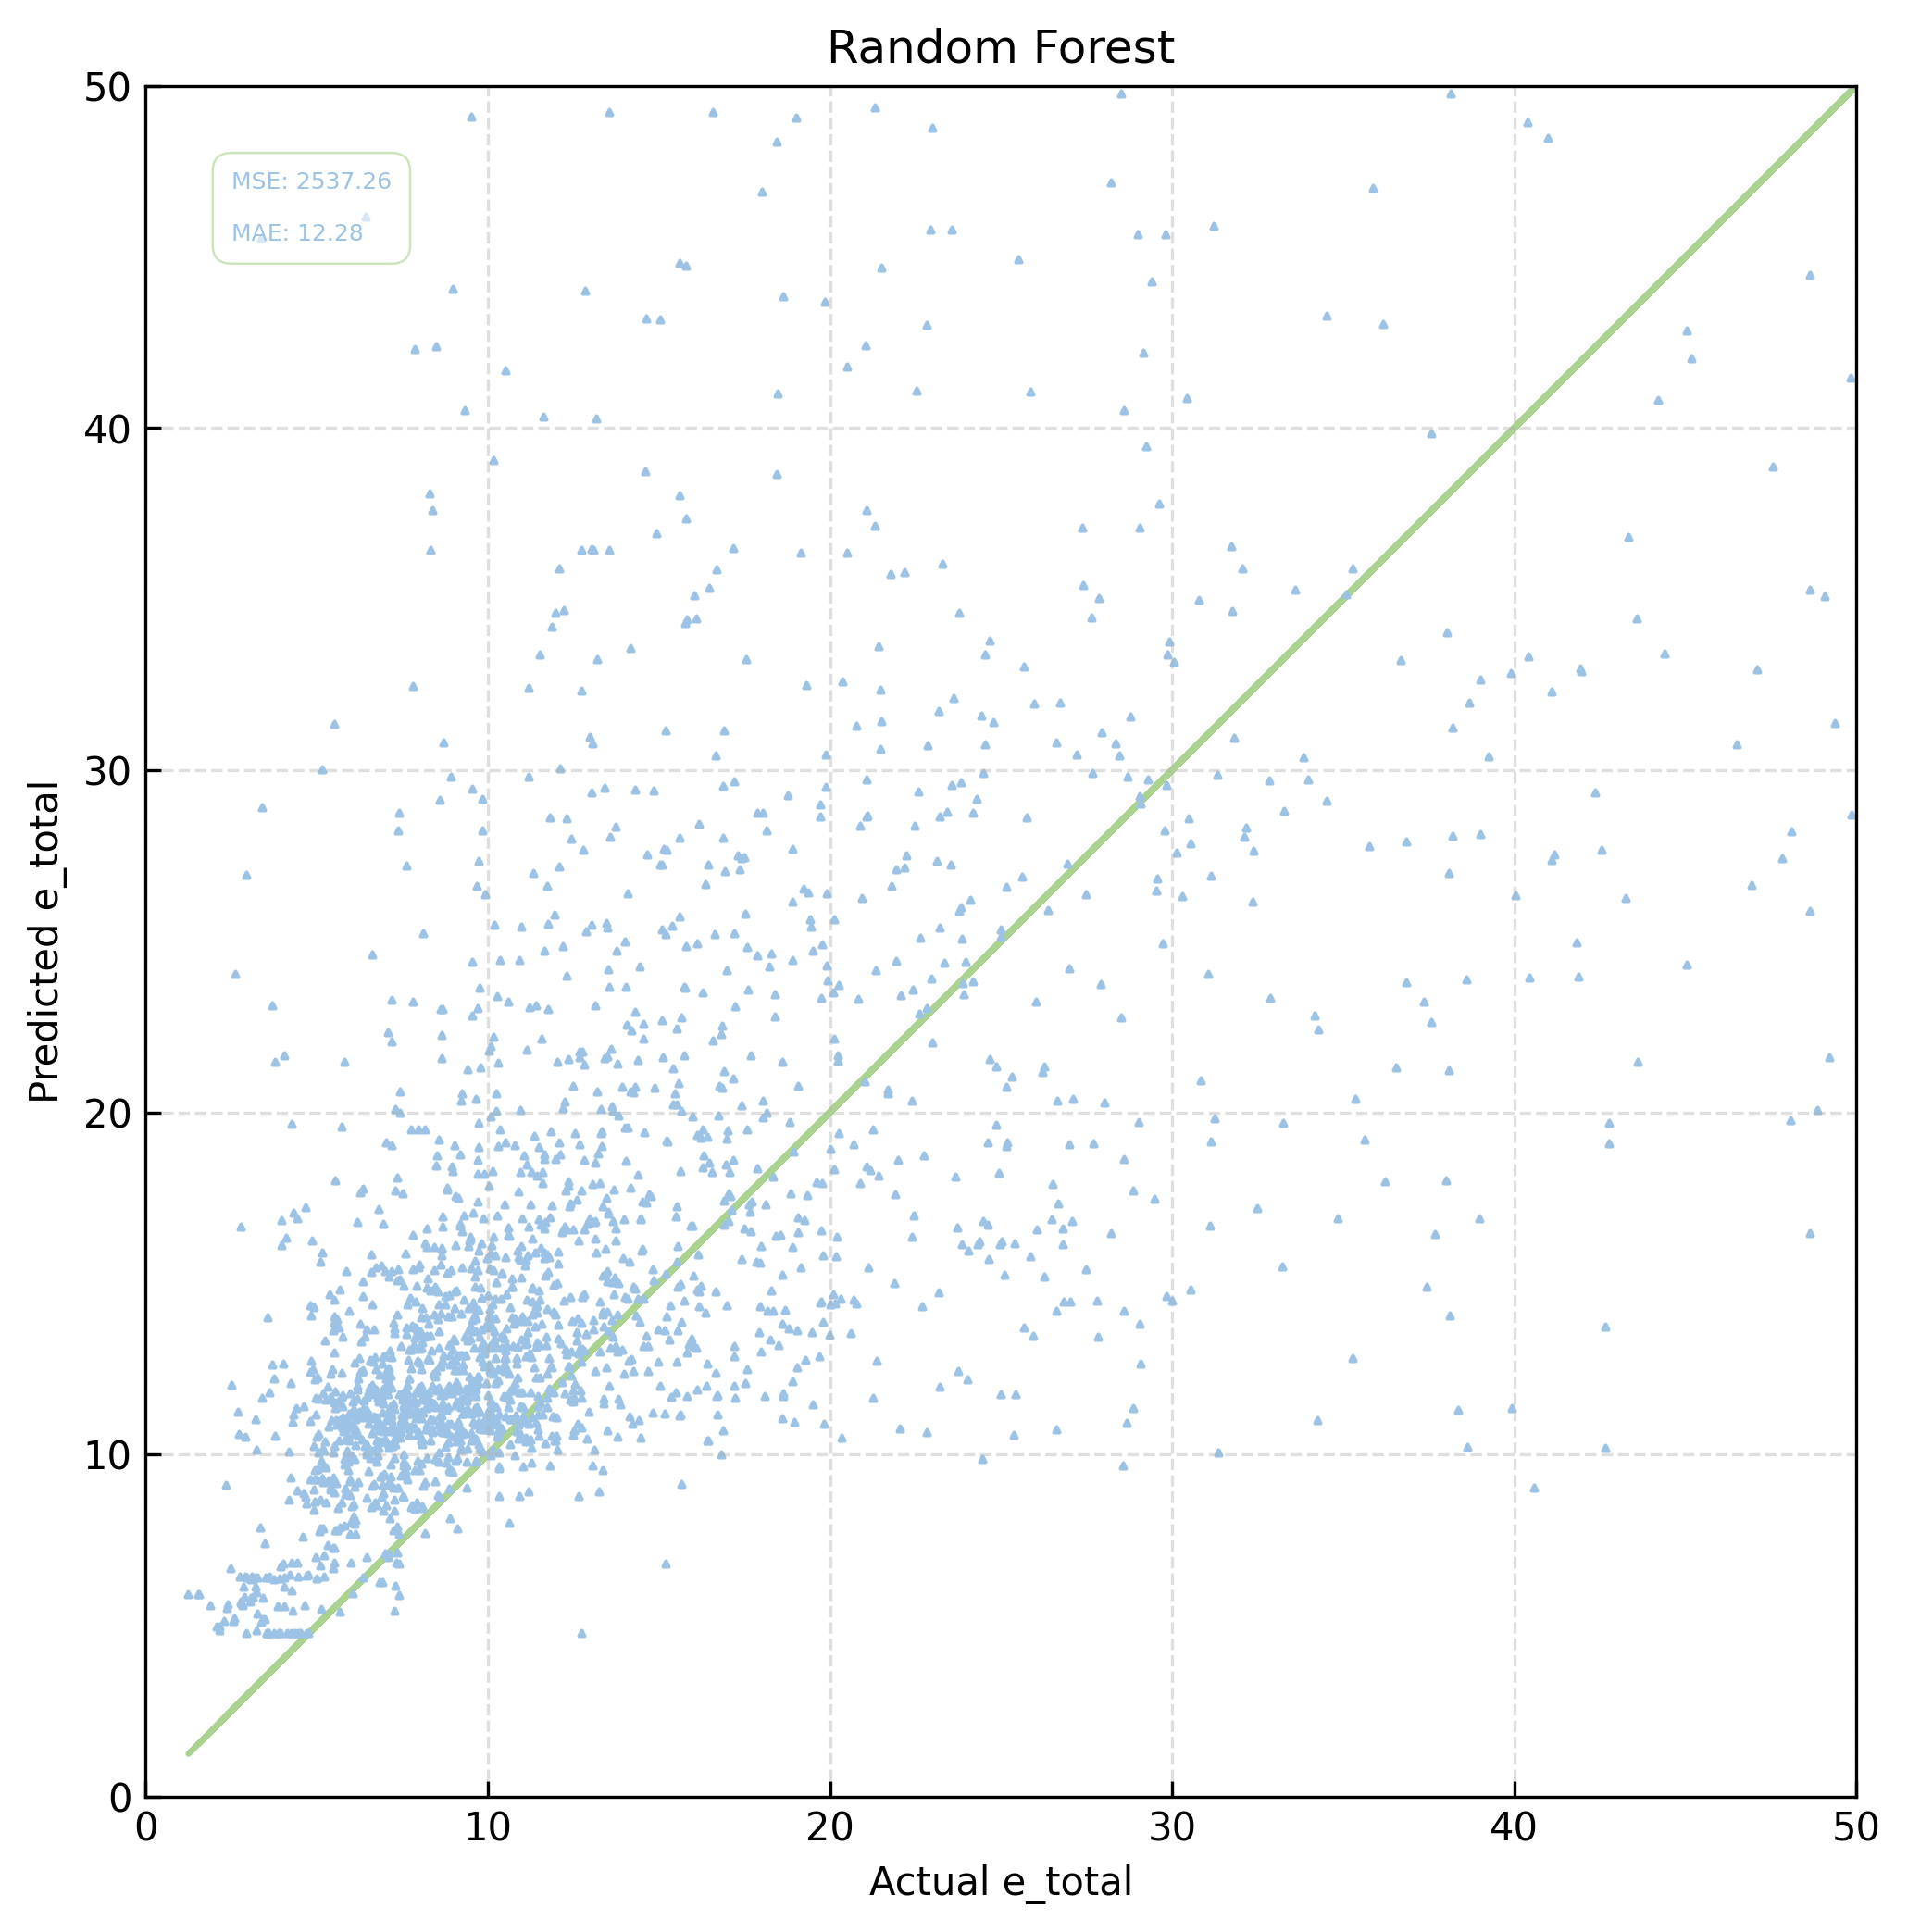 Random Forest
MSE: 2537.26
MAE: 12.28
Predicted e_total
50
40
30
20
10
0
0 10 20 30 40 50
Actual e_total